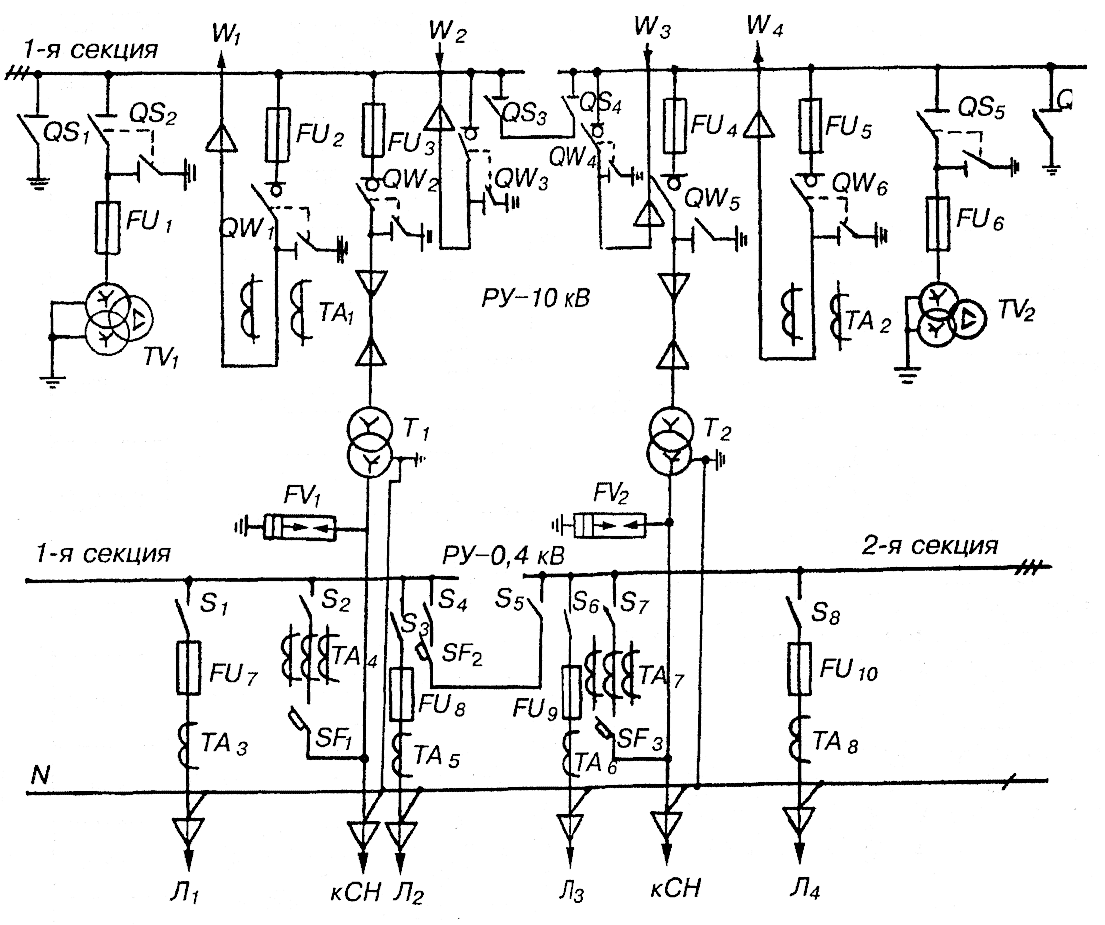 W₁ W₂ W₃ W₄
1-я секция
QS₁ QS₂ FU₂ FU₃ QS₃ QS₄ FU₄ FU₅ QS₅ Q
QW₄
FU₁ QW₁ QW₂ QW₃ QW₅ QW₆ FU₆
TV₁ TA₁ РУ–10 кВ TA₂ TV₂
T₁ T₂
FV₁ FV₂
1-я секция РУ–0,4 кВ 2-я секция
S₁ S₂ S₃ S₄ S₅ S₆ S₇ S₈
FU₇ TA₄ SF₂ FU₈ FU₉ TA₇ FU₁₀
TA₃ SF₁ TA₅ TA₆ SF₃ TA₈
N
Л₁ кСН Л₂ Л₃ кСН Л₄